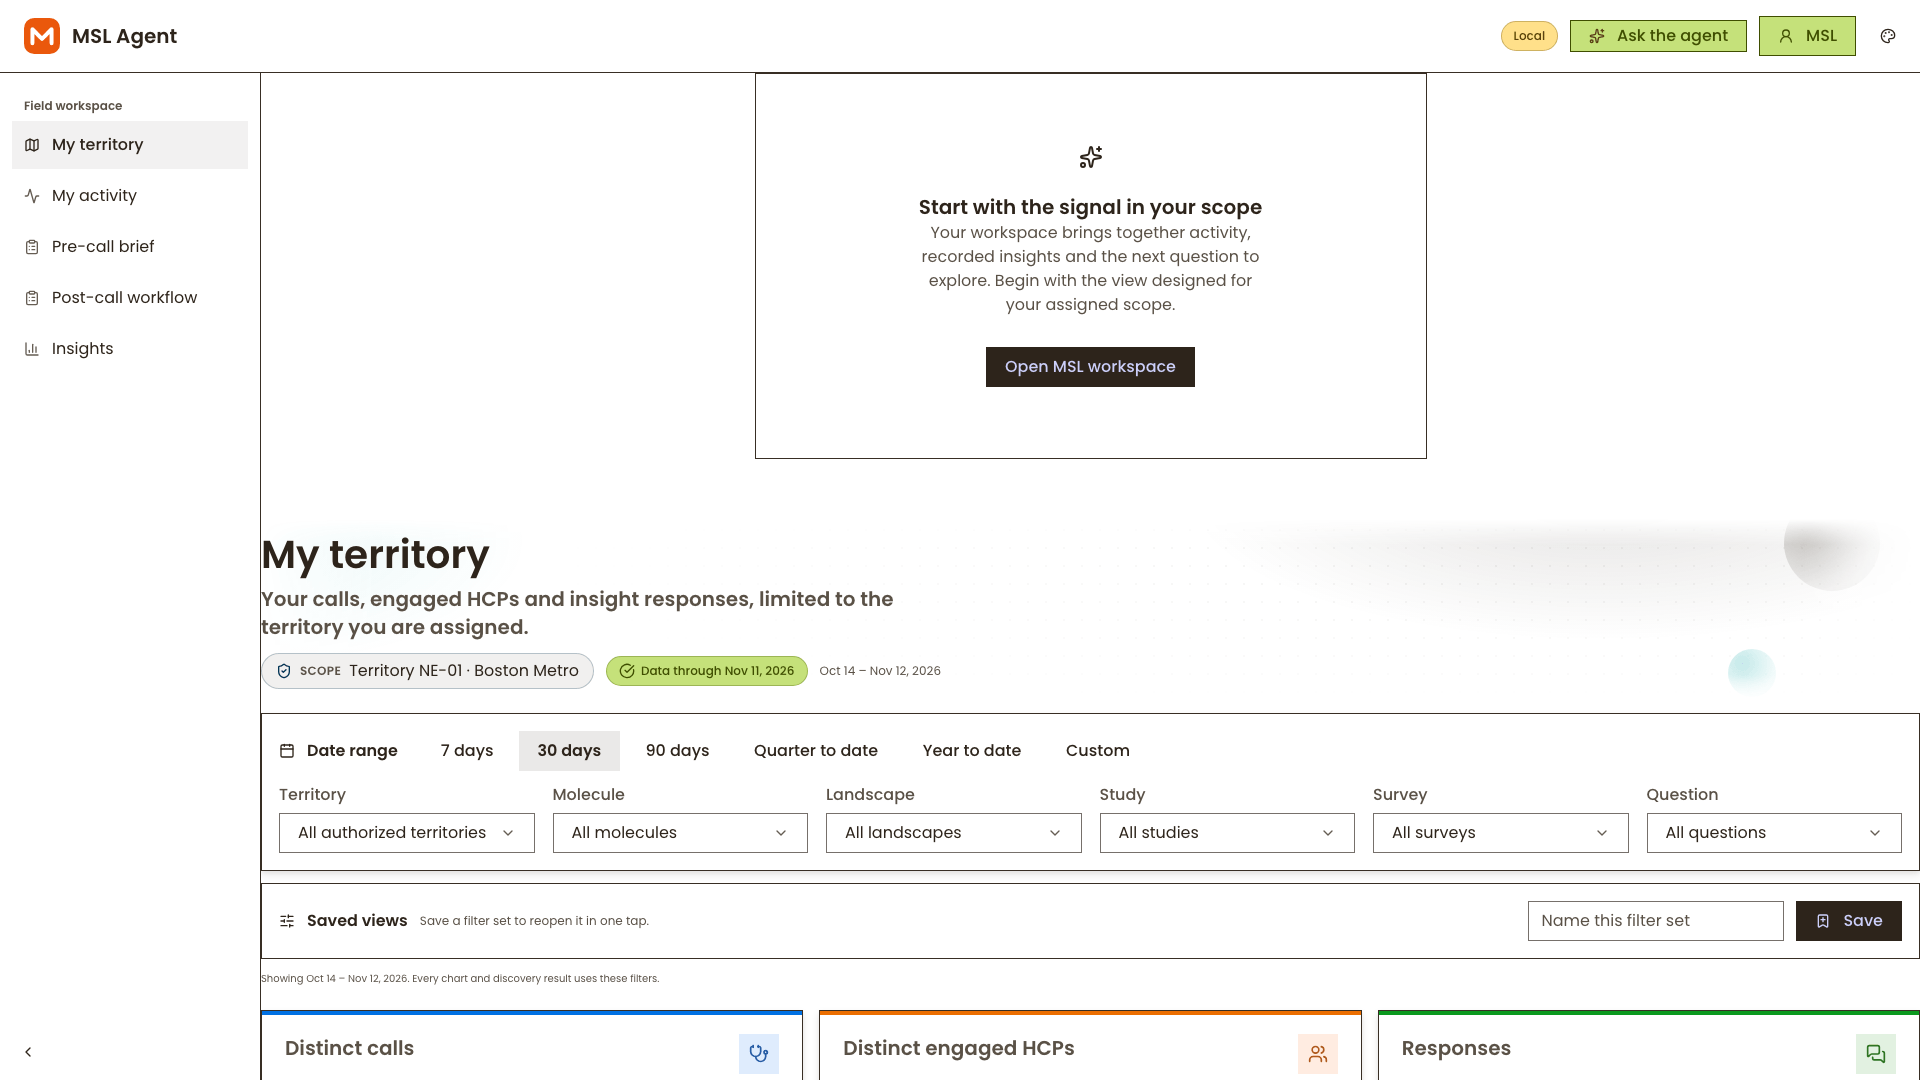 MSL Agent
Local
Ask the agent
MSL
Field workspace
My territory
My activity
Pre-call brief
Post-call workflow
Insights
Start with the signal in your scope
Your workspace brings together activity,
recorded insights and the next question to
explore. Begin with the view designed for
your assigned scope.
Open MSL workspace
My territory
Your calls, engaged HCPs and insight responses, limited to the
territory you are assigned.
SCOPE Territory NE-01 · Boston Metro
Data through Nov 11, 2026
Oct 14 – Nov 12, 2026
Date range
7 days
30 days
90 days
Quarter to date
Year to date
Custom
Territory
Molecule
Landscape
Study
Survey
Question
All authorized territories
All molecules
All landscapes
All studies
All surveys
All questions
Saved views
Save a filter set to reopen it in one tap.
Name this filter set
Save
Showing Oct 14 – Nov 12, 2026. Every chart and discovery result uses these filters.
Distinct calls
Distinct engaged HCPs
Responses